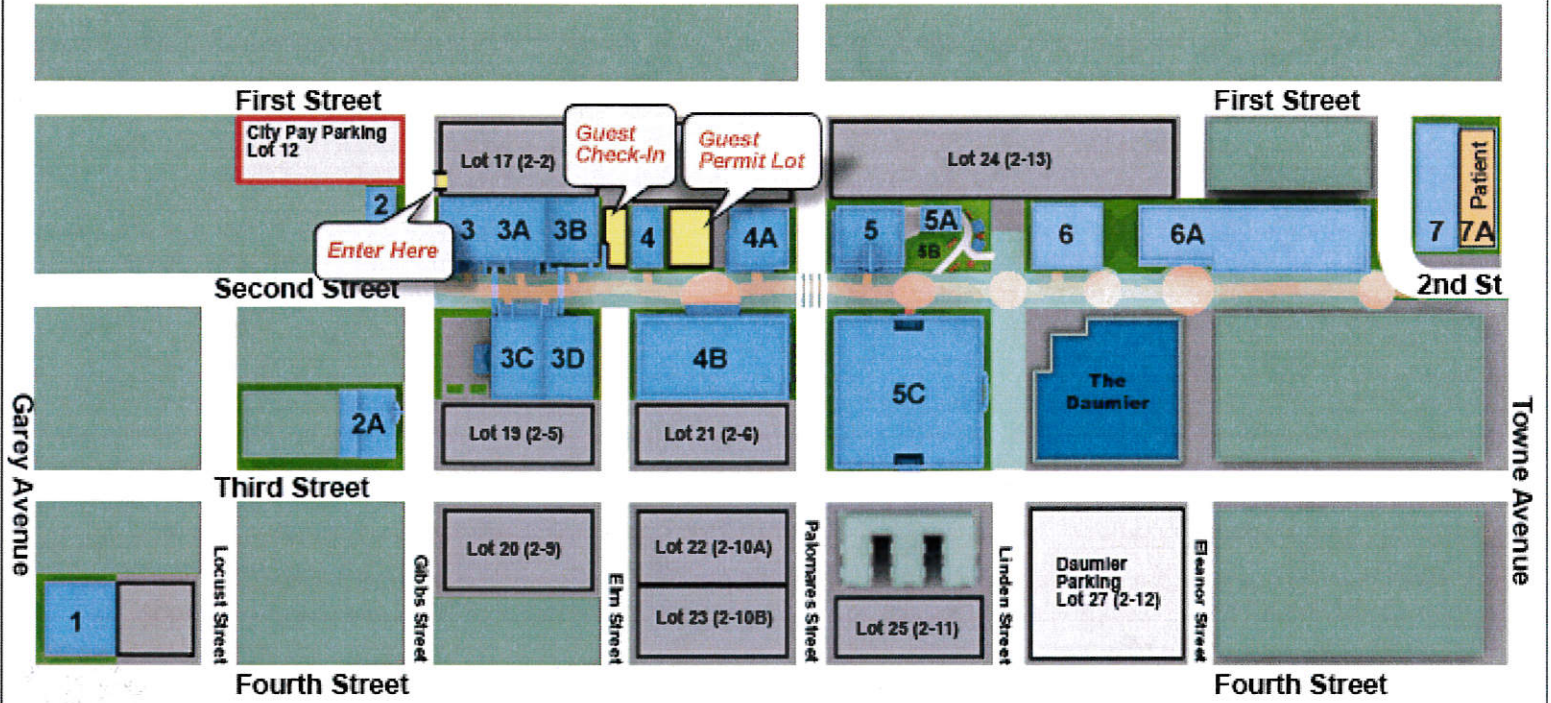 First Street
First Street
City Pay Parking
Lot 12
Lot 17 (2-2)
Guest
Check-In
Guest
Permit Lot
Lot 24 (2-13)
Patient
2
Enter Here
3
3A
3B
4
4A
5
5A
5B
6
6A
7
7A
Second Street
2nd St
3C
3D
4B
5C
The
Daumier
2A
Lot 19 (2-5)
Lot 21 (2-6)
Garey Avenue
Towne Avenue
Third Street
Lot 20 (2-9)
Lot 22 (2-10A)
Lot 23 (2-10B)
Lot 25 (2-11)
Daumier
Parking
Lot 27 (2-12)
1
Locust Street
Gibbs Street
Elm Street
Palomares Street
Linden Street
Eleanor Street
Fourth Street
Fourth Street